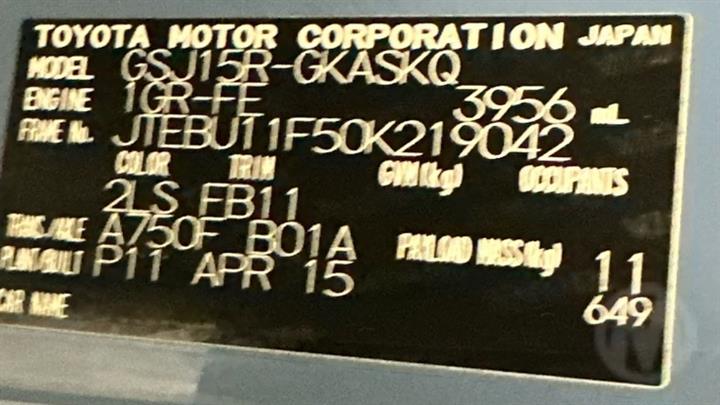 TOYOTA MOTOR CORPORATION JAPAN
MODEL GSJ15R-GKASKQ
ENGINE 1GR-FE 3956 mL
FRAME No. JTEBU11F50K219042
COLOR TRIM GVM(kg) OCCUPANTS
2LS FB11
TRANS./AXLE A750F B01A
PLANT/BUILT P11 APR 15 PAYLOAD MASS(kg) 11
CAR NAME 649